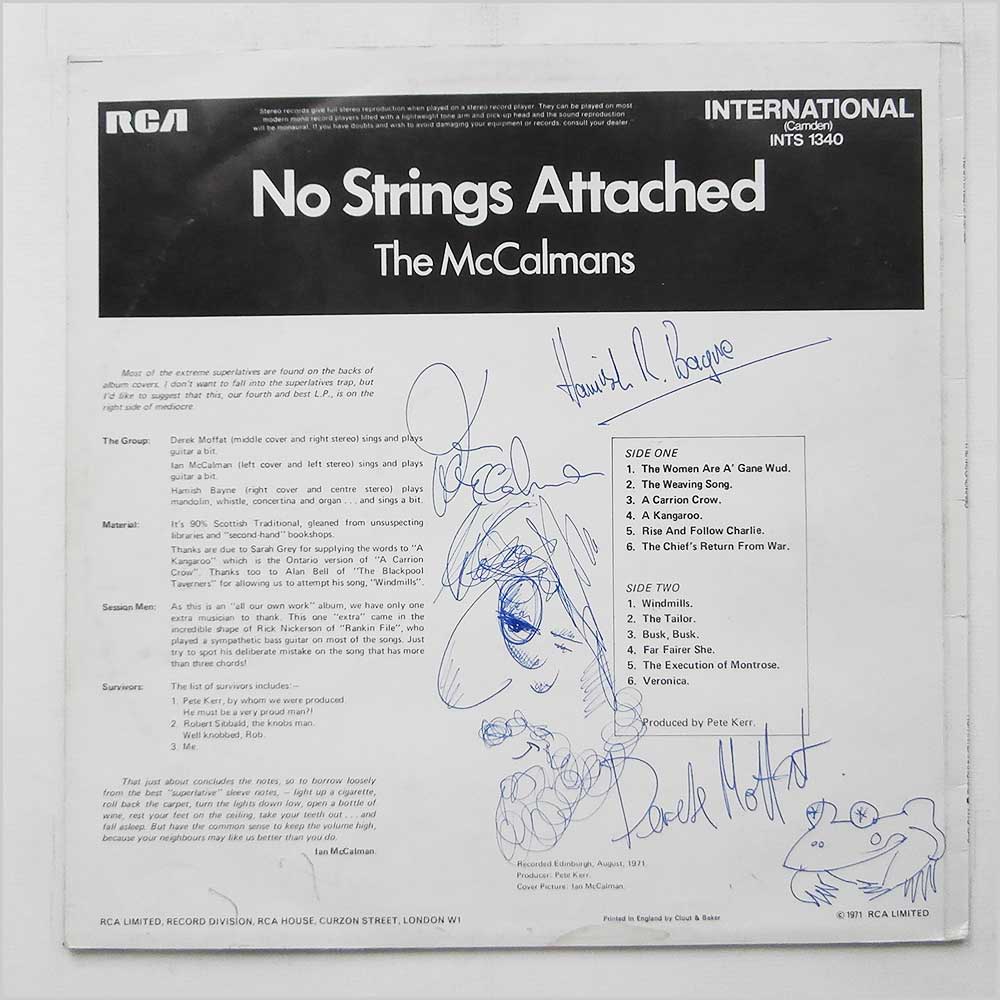 RCA
Stereo records give full stereo reproduction when played on a stereo record player. They can be played on most
modern mono record players fitted with a lightweight tone arm and pick-up head and the sound reproduction
will be monaural. If you have doubts and wish to avoid damaging your equipment or records, consult your dealer.
INTERNATIONAL
(Camden)
INTS 1340
No Strings Attached
The McCalmans
Hamish R. Bayne
Most of the extreme superlatives are found on the backs of
album covers. I don't want to fall into the superlatives trap, but
I'd like to suggest that this, our fourth and best L.P., is on the
right side of mediocre.
The Group: Derek Moffat (middle cover and right stereo) sings and plays
guitar a bit.
Ian McCalman (left cover and left stereo) sings and plays
guitar a bit.
Hamish Bayne (right cover and centre stereo) plays
mandolin, whistle, concertina and organ . . . and sings a bit.
Material: It's 90% Scottish Traditional, gleaned from unsuspecting
libraries and "second-hand" bookshops.
Thanks are due to Sarah Grey for supplying the words to "A
Kangaroo" which is the Ontario version of "A Carrion
Crow". Thanks too to Alan Bell of "The Blackpool
Taverners" for allowing us to attempt his song, "Windmills".
Session Men: As this is an "all our own work" album, we have only one
extra musician to thank. This one "extra" came in the
incredible shape of Rick Nickerson of "Rankin File", who
played a sympathetic bass guitar on most of the songs. Just
try to spot his deliberate mistake on the song that has more
than three chords!
Survivors: The list of survivors includes:—
1. Pete Kerr, by whom we were produced.
He must be a very proud man?!
2. Robert Sibbald, the knobs man.
Well knobbed, Rob.
3. Me.
That just about concludes the notes, so to borrow loosely
from the best "superlative" sleeve notes, – light up a cigarette,
roll back the carpet, turn the lights down low, open a bottle of
wine, rest your feet on the ceiling, take your teeth out . . . and
fall asleep. But have the common sense to keep the volume high,
because your neighbours may like us better than you do.
Ian McCalman.
McCalman
SIDE ONE
1. The Women Are A' Gane Wud.
2. The Weaving Song.
3. A Carrion Crow.
4. A Kangaroo.
5. Rise And Follow Charlie.
6. The Chief's Return From War.
SIDE TWO
1. Windmills.
2. The Tailor.
3. Busk, Busk.
4. Far Fairer She.
5. The Execution of Montrose.
6. Veronica.
Produced by Pete Kerr.
Derek Moffat
Recorded Edinburgh, August, 1971.
Producer: Pete Kerr.
Cover Picture: Ian McCalman.
RCA LIMITED, RECORD DIVISION, RCA HOUSE, CURZON STREET, LONDON W1
Printed in England by Clout & Baker
© 1971 RCA LIMITED